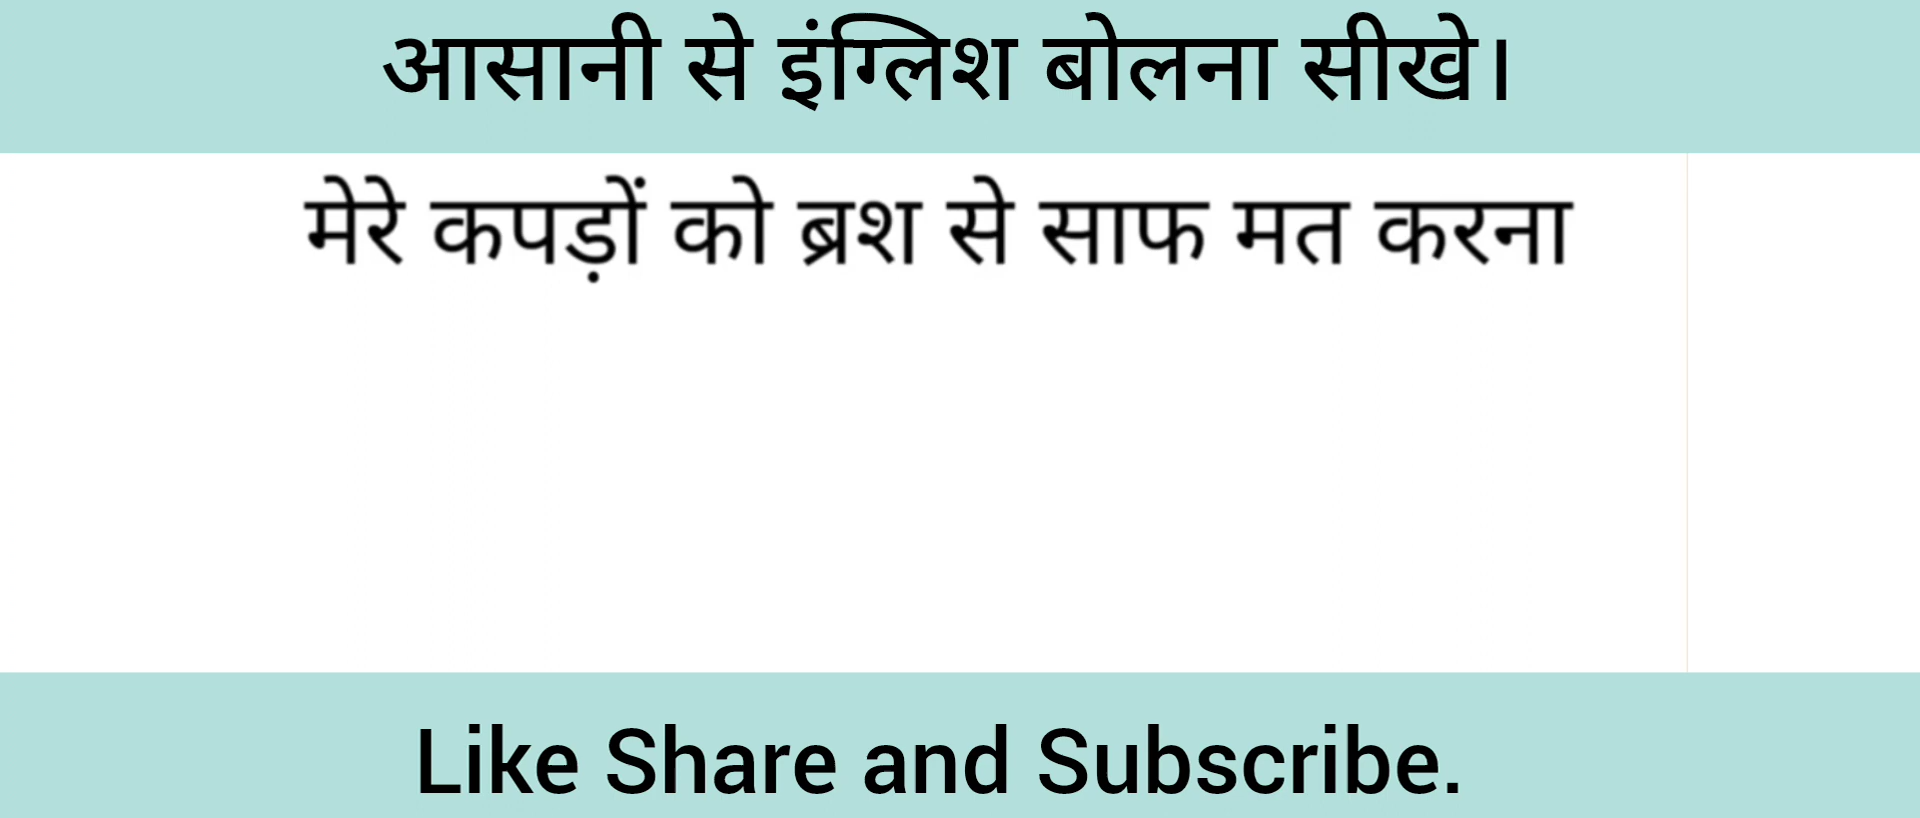 आसानी से इंग्लिश बोलना सीखे।
मेरे कपड़ों को ब्रश से साफ मत करना
Like Share and Subscribe.